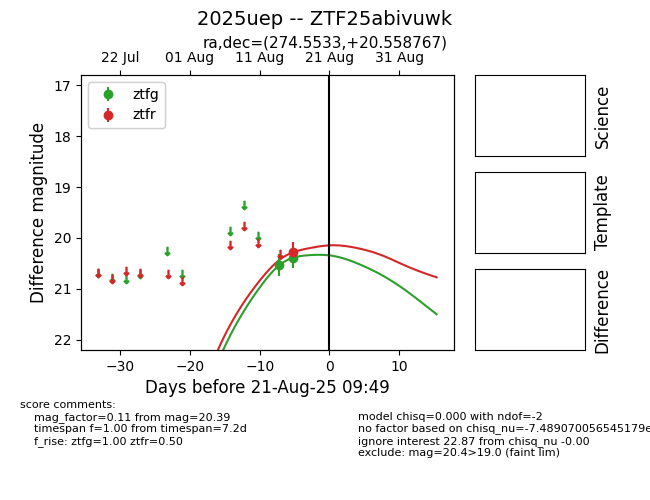 2025uep -- ZTF25abivuwk
ra,dec=(274.5533,+20.558767)
22 Jul 01 Aug 11 Aug 21 Aug 31 Aug
ztfg
ztfr
17
18
19
20
21
22
Difference magnitude
−30 −20 −10 0 10
Days before 21-Aug-25 09:49
Science
Template
Difference
score comments:
mag_factor=0.11 from mag=20.39
timespan f=1.00 from timespan=7.2d
f_rise: ztfg=1.00 ztfr=0.50
model chisq=0.000 with ndof=-2
no factor based on chisq_nu=-7.489070056545179e
ignore interest 22.87 from chisq_nu -0.00
exclude: mag=20.4>19.0 (faint lim)